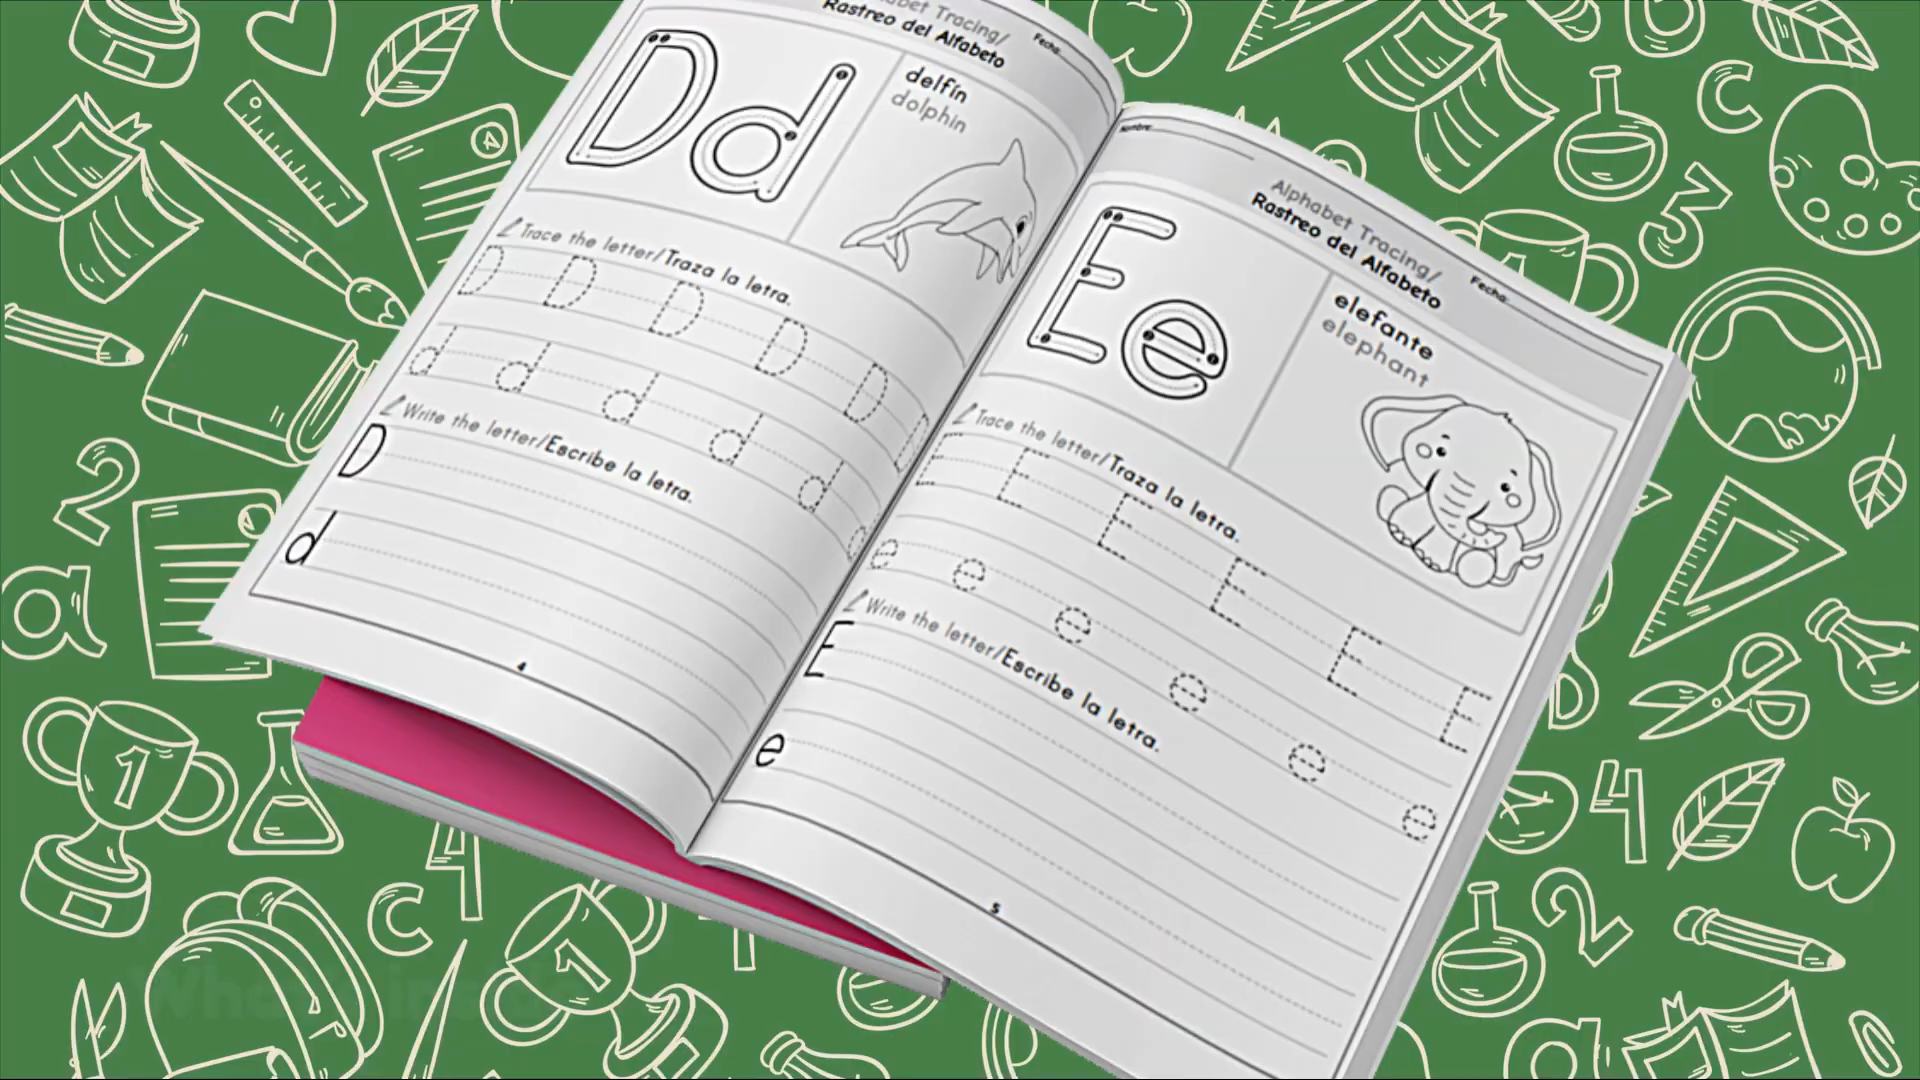 Alphabet Tracing/
Rastreo del Alfabeto
Fecha:
Dd
delfín
dolphin
Trace the letter/Traza la letra.
D D D D D D
d d d d d d
Write the letter/Escribe la letra.
D
d
4
Nombre:
Alphabet Tracing/
Rastreo del Alfabeto
Fecha:
Ee
elefante
elephant
Trace the letter/Traza la letra.
E E E E E E
e e e e e e
Write the letter/Escribe la letra.
E
e
5